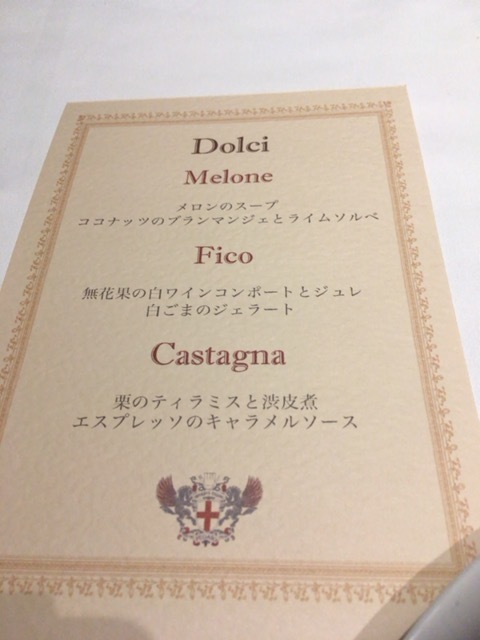 Dolci
Melone
メロンのスープ
ココナッツのブランマンジェとライムソルベ
Fico
無花果の白ワインコンポートとジュレ
白ごまのジェラート
Castagna
栗のティラミスと渋皮煮
エスプレッソのキャラメルソース